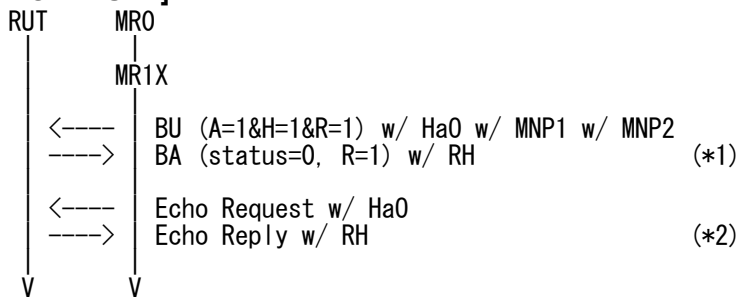 RUT MR0
MR1X
<---- BU (A=1&H=1&R=1) w/ HaO w/ MNP1 w/ MNP2
----> BA (status=0, R=1) w/ RH (*1)
<---- Echo Request w/ HaO
----> Echo Reply w/ RH (*2)
V V